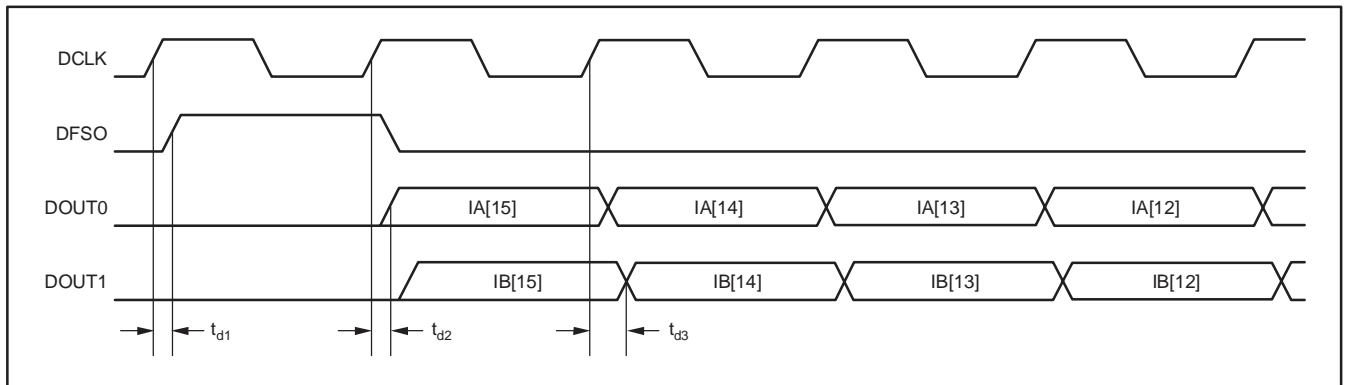 DCLK
DFSO
DOUT0 IA[15] IA[14] IA[13] IA[12]
DOUT1 IB[15] IB[14] IB[13] IB[12]
td1 td2 td3